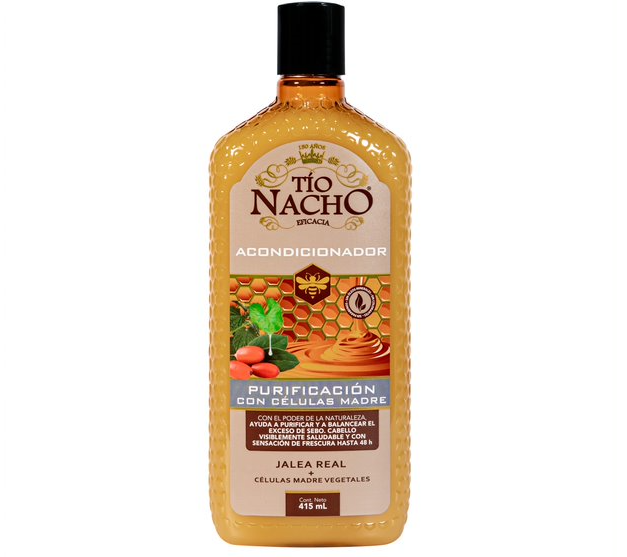 150 AÑOS
TÍO
NACHO®
EFICACIA
ACONDICIONADOR
PURIFICACIÓN
CON CÉLULAS MADRE
CON EL PODER DE LA NATURALEZA,
AYUDA A PURIFICAR Y A BALANCEAR EL
EXCESO DE SEBO. CABELLO
VISIBLEMENTE SALUDABLE Y CON
SENSACIÓN DE FRESCURA HASTA 48 h
JALEA REAL
+
CÉLULAS MADRE VEGETALES
Cont. Neto
415 mL